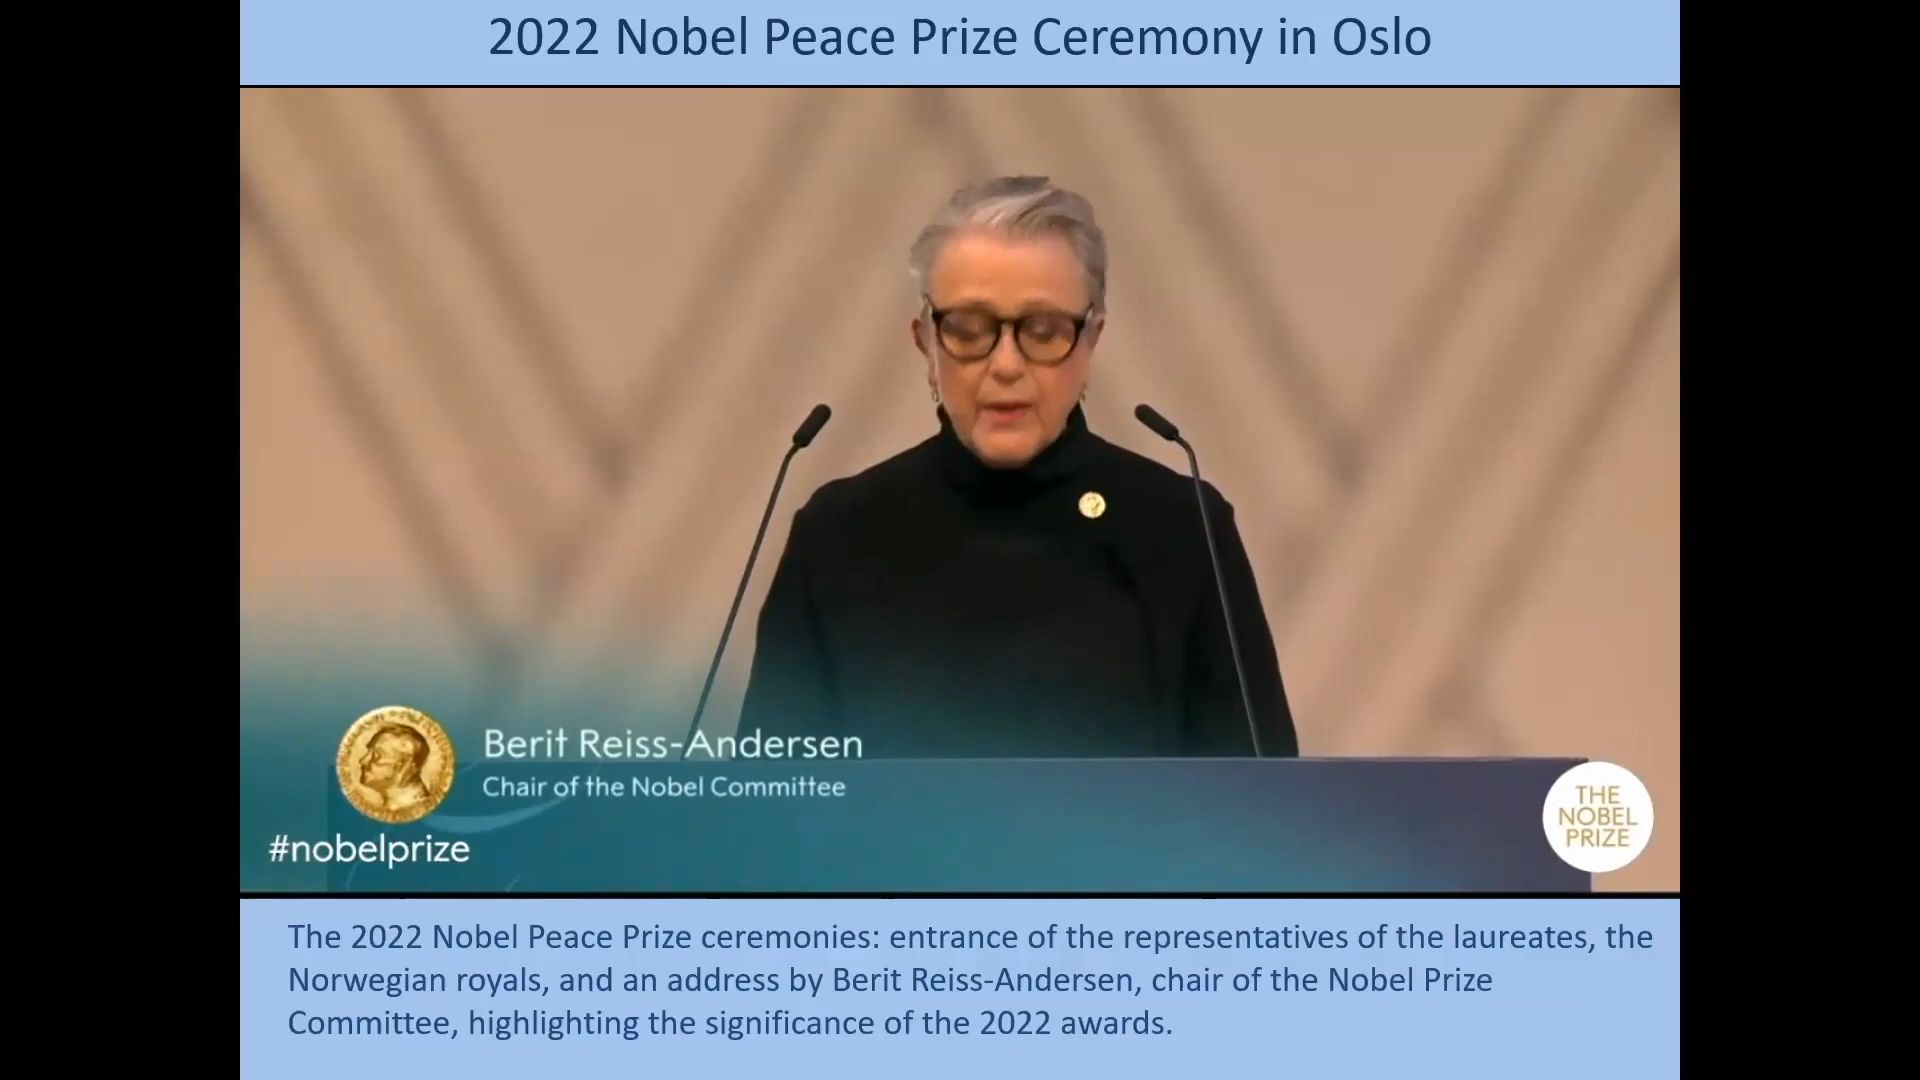 2022 Nobel Peace Prize Ceremony in Oslo
Berit Reiss-Andersen
Chair of the Nobel Committee
#nobelprize
THE
NOBEL
PRIZE
The 2022 Nobel Peace Prize ceremonies: entrance of the representatives of the laureates, the
Norwegian royals, and an address by Berit Reiss-Andersen, chair of the Nobel Prize
Committee, highlighting the significance of the 2022 awards.